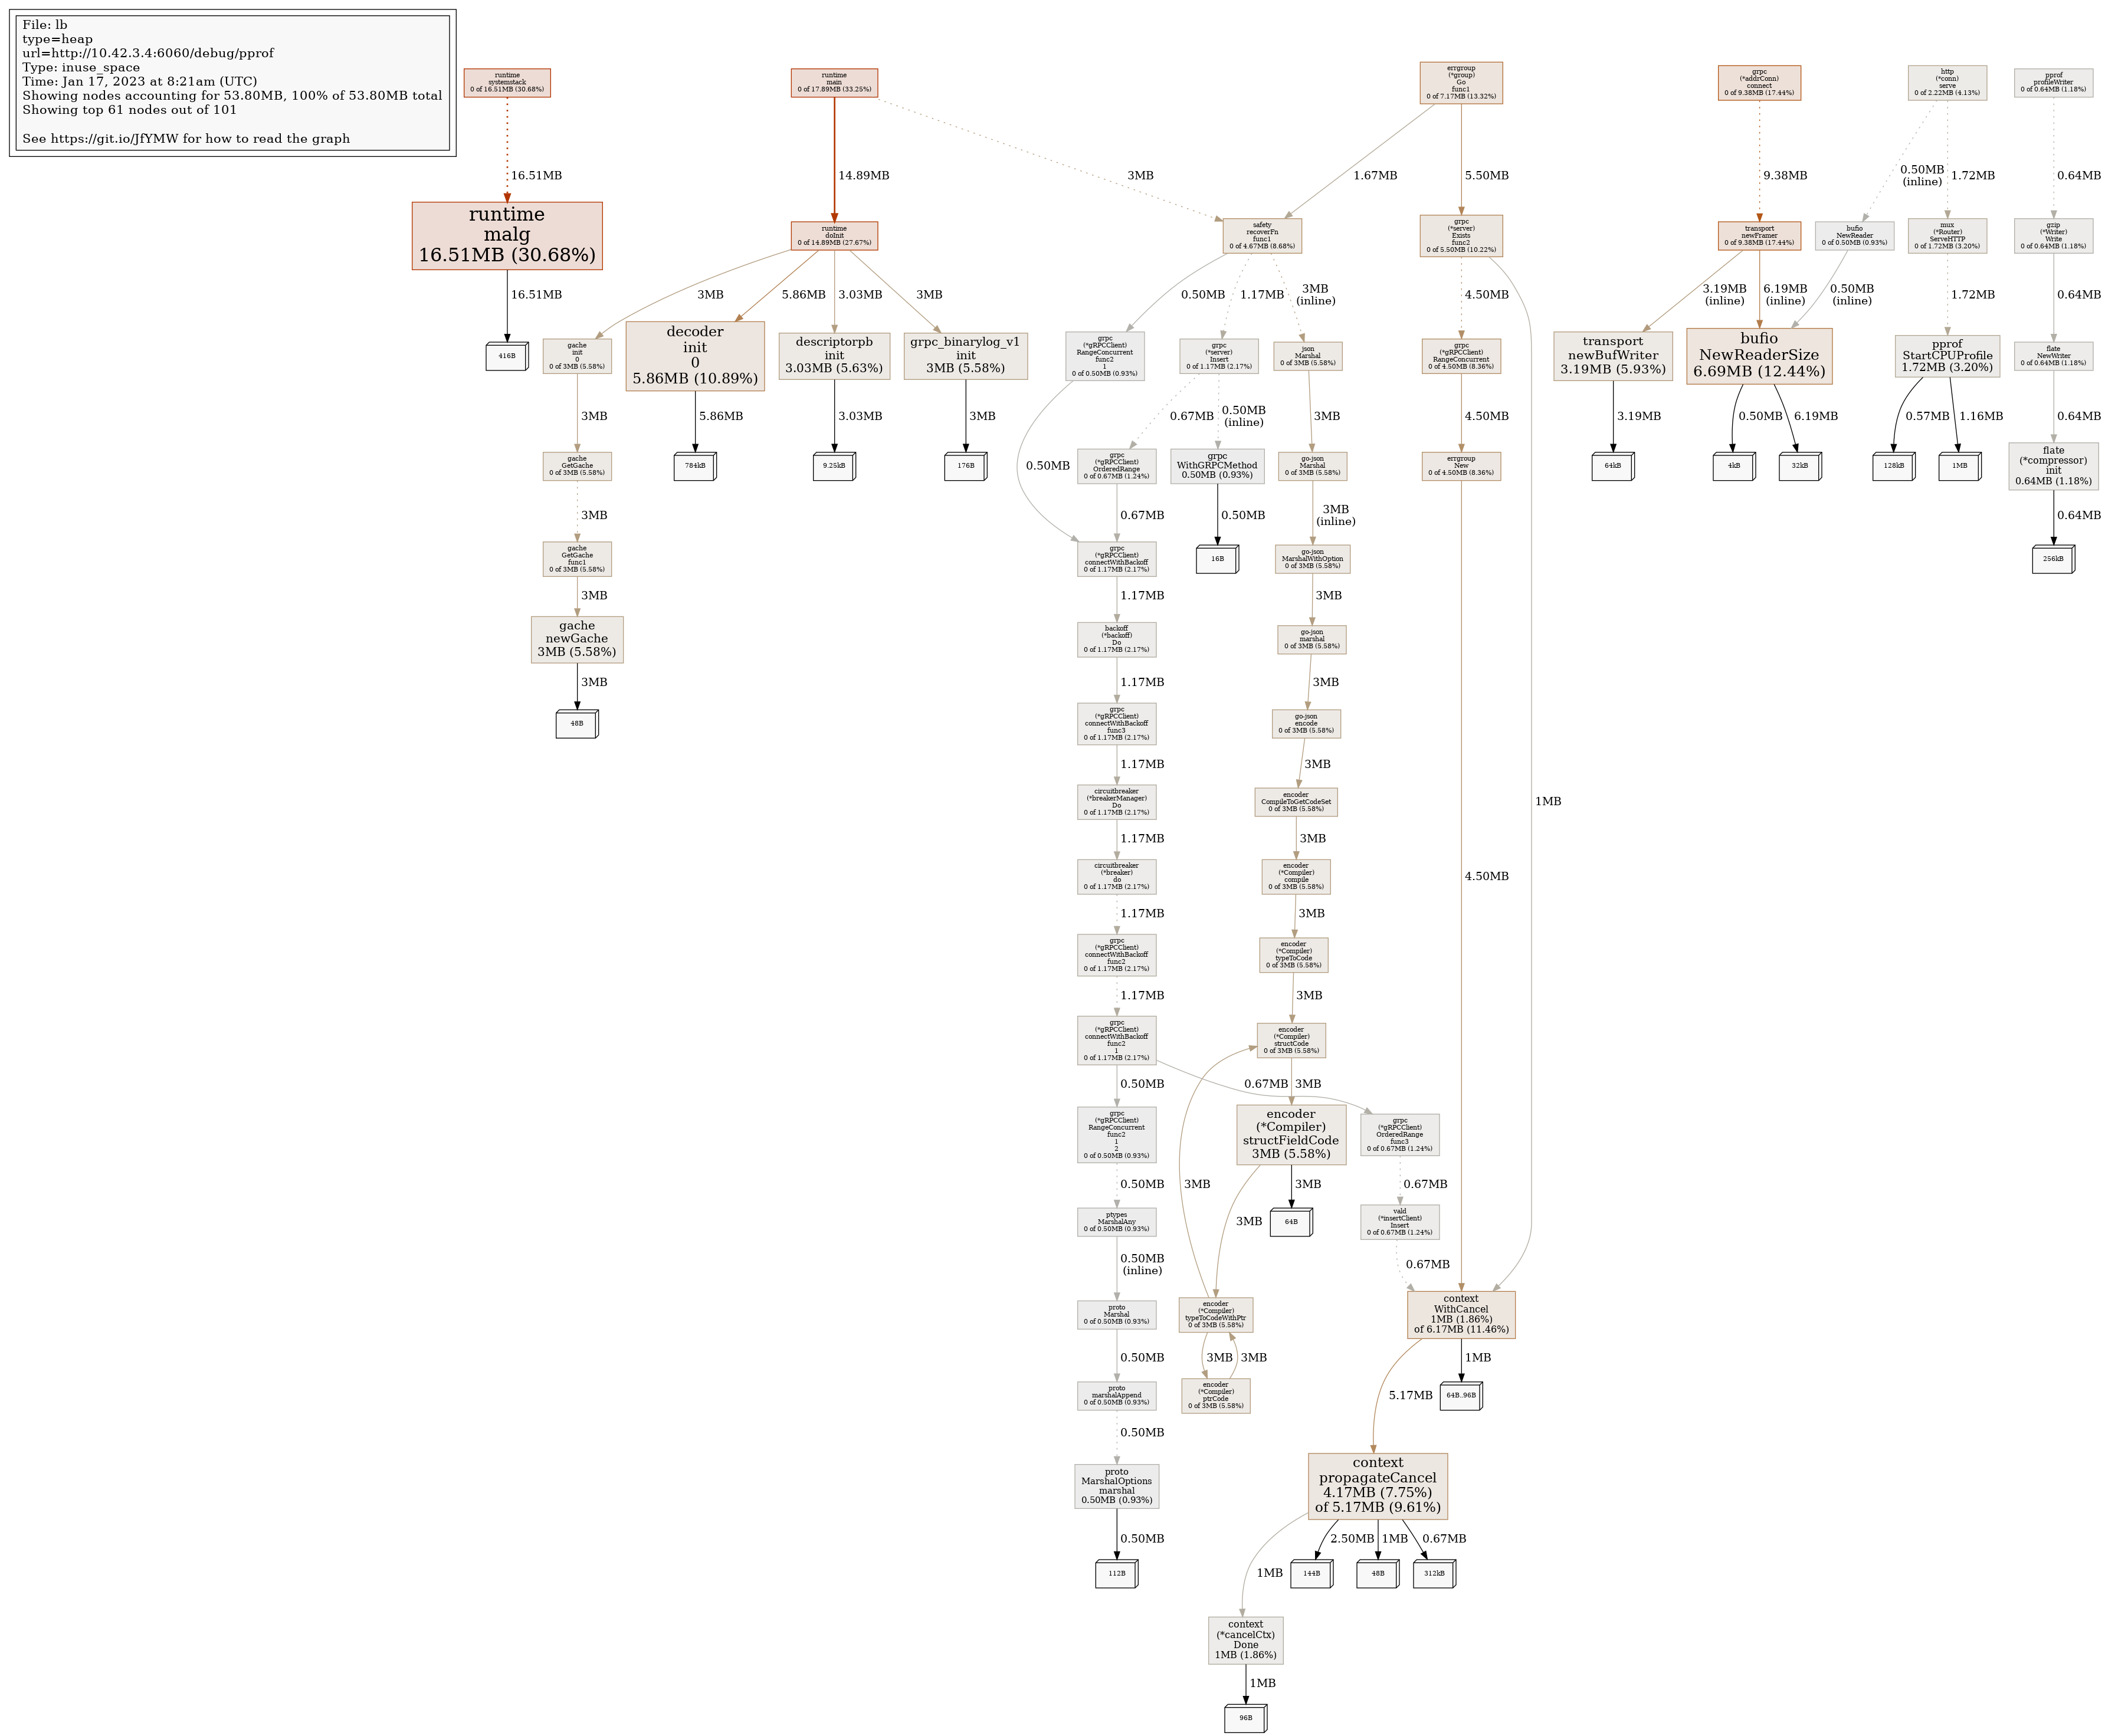 File: lb
type=heap
url=http://10.42.3.4:6060/debug/pprof
Type: inuse_space
Time: Jan 17, 2023 at 8:21am (UTC)
Showing nodes accounting for 53.80MB, 100% of 53.80MB total
Showing top 61 nodes out of 101
See https://git.io/JfYMW for how to read the graph
runtime
systemstack
0 of 16.51MB (30.68%)
runtime
main
0 of 17.89MB (33.25%)
errgroup
(*group)
Go
func1
0 of 7.17MB (13.32%)
grpc
(*addrConn)
connect
0 of 9.38MB (17.44%)
http
(*conn)
serve
0 of 2.22MB (4.13%)
pprof
profileWriter
0 of 0.64MB (1.18%)
16.51MB
14.89MB
3MB
1.67MB
5.50MB
9.38MB
0.50MB
(inline)
1.72MB
0.64MB
runtime
malg
16.51MB (30.68%)
runtime
doInit
0 of 14.89MB (27.67%)
safety
recoverFn
func1
0 of 4.67MB (8.68%)
grpc
(*server)
Exists
func2
0 of 5.50MB (10.22%)
transport
newFramer
0 of 9.38MB (17.44%)
bufio
NewReader
0 of 0.50MB (0.93%)
mux
(*Router)
ServeHTTP
0 of 1.72MB (3.20%)
gzip
(*Writer)
Write
0 of 0.64MB (1.18%)
16.51MB
3MB
5.86MB
3.03MB
3MB
0.50MB
1.17MB
3MB
(inline)
4.50MB
3.19MB
(inline)
6.19MB
(inline)
0.50MB
(inline)
1.72MB
0.64MB
416B
gache
init
0
0 of 3MB (5.58%)
decoder
init
0
5.86MB (10.89%)
descriptorpb
init
3.03MB (5.63%)
grpc_binarylog_v1
init
3MB (5.58%)
grpc
(*gRPCClient)
RangeConcurrent
func2
1
0 of 0.50MB (0.93%)
grpc
(*server)
Insert
0 of 1.17MB (2.17%)
json
Marshal
0 of 3MB (5.58%)
grpc
(*gRPCClient)
RangeConcurrent
0 of 4.50MB (8.36%)
transport
newBufWriter
3.19MB (5.93%)
bufio
NewReaderSize
6.69MB (12.44%)
pprof
StartCPUProfile
1.72MB (3.20%)
flate
NewWriter
0 of 0.64MB (1.18%)
3MB
5.86MB
3.03MB
3MB
0.50MB
0.67MB
0.50MB
(inline)
3MB
4.50MB
3.19MB
0.50MB
6.19MB
0.57MB
1.16MB
0.64MB
gache
GetGache
0 of 3MB (5.58%)
784kB
9.25kB
176B
grpc
(*gRPCClient)
OrderedRange
0 of 0.67MB (1.24%)
grpc
WithGRPCMethod
0.50MB (0.93%)
go-json
Marshal
0 of 3MB (5.58%)
errgroup
New
0 of 4.50MB (8.36%)
64kB
4kB
32kB
128kB
1MB
flate
(*compressor)
init
0.64MB (1.18%)
3MB
0.67MB
0.50MB
3MB
(inline)
0.64MB
gache
GetGache
func1
0 of 3MB (5.58%)
grpc
(*gRPCClient)
connectWithBackoff
0 of 1.17MB (2.17%)
16B
go-json
MarshalWithOption
0 of 3MB (5.58%)
256kB
3MB
1.17MB
3MB
gache
newGache
3MB (5.58%)
backoff
(*backoff)
Do
0 of 1.17MB (2.17%)
go-json
marshal
0 of 3MB (5.58%)
3MB
1.17MB
3MB
48B
grpc
(*gRPCClient)
connectWithBackoff
func3
0 of 1.17MB (2.17%)
go-json
encode
0 of 3MB (5.58%)
1.17MB
3MB
circuitbreaker
(*breakerManager)
Do
0 of 1.17MB (2.17%)
encoder
CompileToGetCodeSet
0 of 3MB (5.58%)
1MB
1.17MB
3MB
circuitbreaker
(*breaker)
do
0 of 1.17MB (2.17%)
encoder
(*Compiler)
compile
0 of 3MB (5.58%)
4.50MB
1.17MB
3MB
grpc
(*gRPCClient)
connectWithBackoff
func2
0 of 1.17MB (2.17%)
encoder
(*Compiler)
typeToCode
0 of 3MB (5.58%)
1.17MB
3MB
grpc
(*gRPCClient)
connectWithBackoff
func2
1
0 of 1.17MB (2.17%)
encoder
(*Compiler)
structCode
0 of 3MB (5.58%)
0.50MB
0.67MB
3MB
grpc
(*gRPCClient)
RangeConcurrent
func2
1
2
0 of 0.50MB (0.93%)
encoder
(*Compiler)
structFieldCode
3MB (5.58%)
grpc
(*gRPCClient)
OrderedRange
func3
0 of 0.67MB (1.24%)
0.50MB
3MB
3MB
0.67MB
ptypes
MarshalAny
0 of 0.50MB (0.93%)
3MB
64B
vald
(*insertClient)
Insert
0 of 0.67MB (1.24%)
0.50MB
(inline)
0.67MB
proto
Marshal
0 of 0.50MB (0.93%)
encoder
(*Compiler)
typeToCodeWithPtr
0 of 3MB (5.58%)
context
WithCancel
1MB (1.86%)
of 6.17MB (11.46%)
0.50MB
3MB
3MB
5.17MB
1MB
proto
marshalAppend
0 of 0.50MB (0.93%)
encoder
(*Compiler)
ptrCode
0 of 3MB (5.58%)
64B..96B
0.50MB
proto
MarshalOptions
marshal
0.50MB (0.93%)
context
propagateCancel
4.17MB (7.75%)
of 5.17MB (9.61%)
0.50MB
1MB
2.50MB
1MB
0.67MB
112B
144B
48B
312kB
context
(*cancelCtx)
Done
1MB (1.86%)
1MB
96B